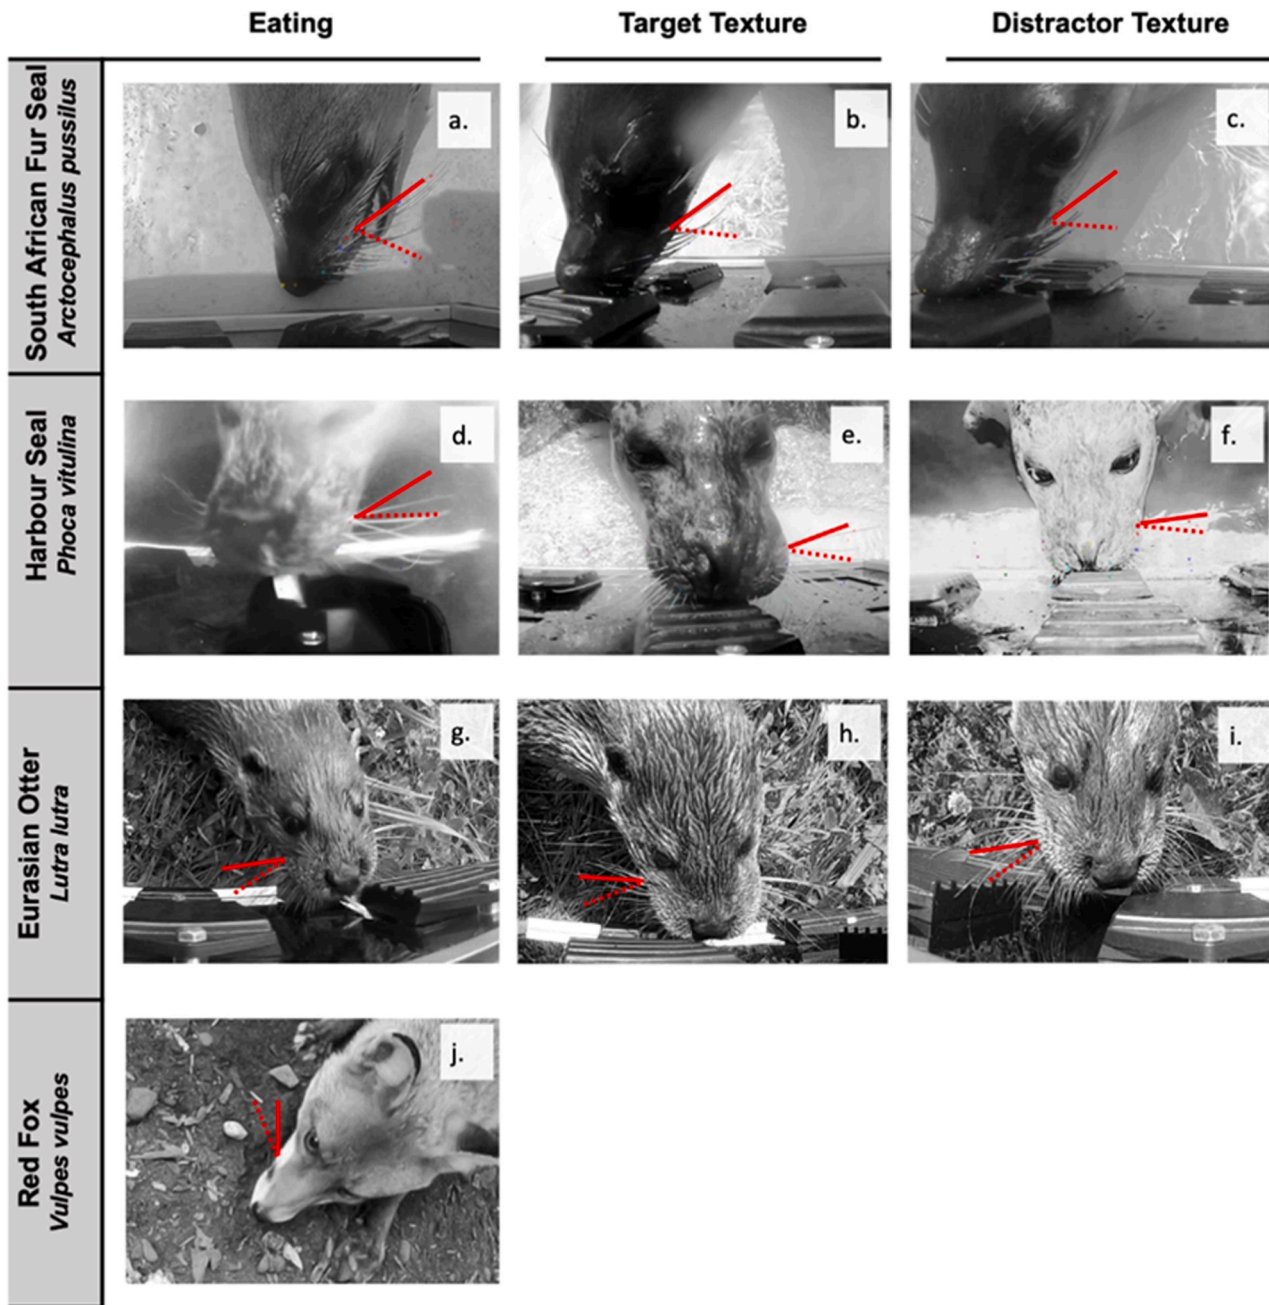 Eating
Target Texture
Distractor Texture
South African Fur Seal
Arctocephalus pussilus
a.
b.
c.
Harbour Seal
Phoca vitulina
d.
e.
f.
Eurasian Otter
Lutra lutra
g.
h.
i.
Red Fox
Vulpes vulpes
j.